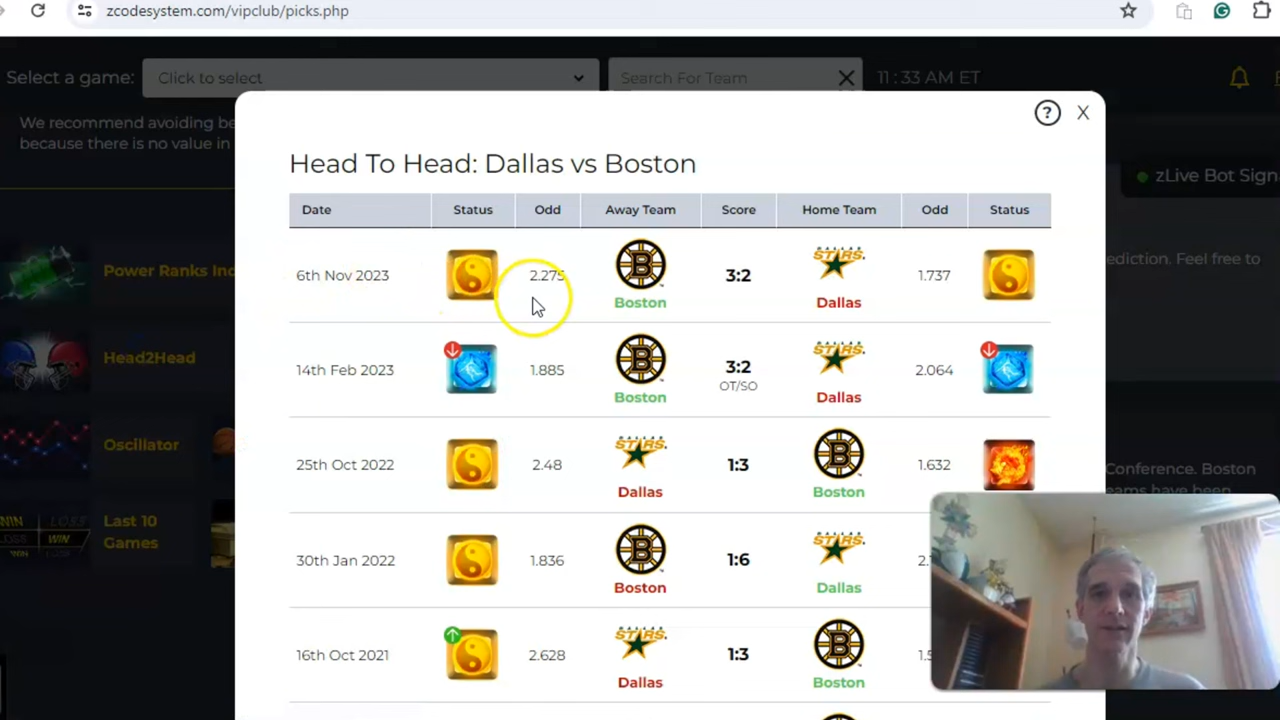 zcodesystem.com/vipclub/picks.php
Select a game:
Click to select
Search For Team
11:33 AM ET
We recommend avoiding be
because there is no value in
?
X
zLive Bot Sign
Head To Head: Dallas vs Boston
Date Status Odd Away Team Score Home Team Odd Status
6th Nov 2023 2.275 Boston 3:2 Dallas 1.737
14th Feb 2023 1.885 Boston 3:2 OT/SO Dallas 2.064
25th Oct 2022 2.48 Dallas 1:3 Boston 1.632
30th Jan 2022 1.836 Boston 1:6 Dallas
16th Oct 2021 2.628 Dallas 1:3 Boston
Power Ranks Ind
Head2Head
Oscillator
Last 10
Games
WIN
ediction. Feel free to
Conference. Boston